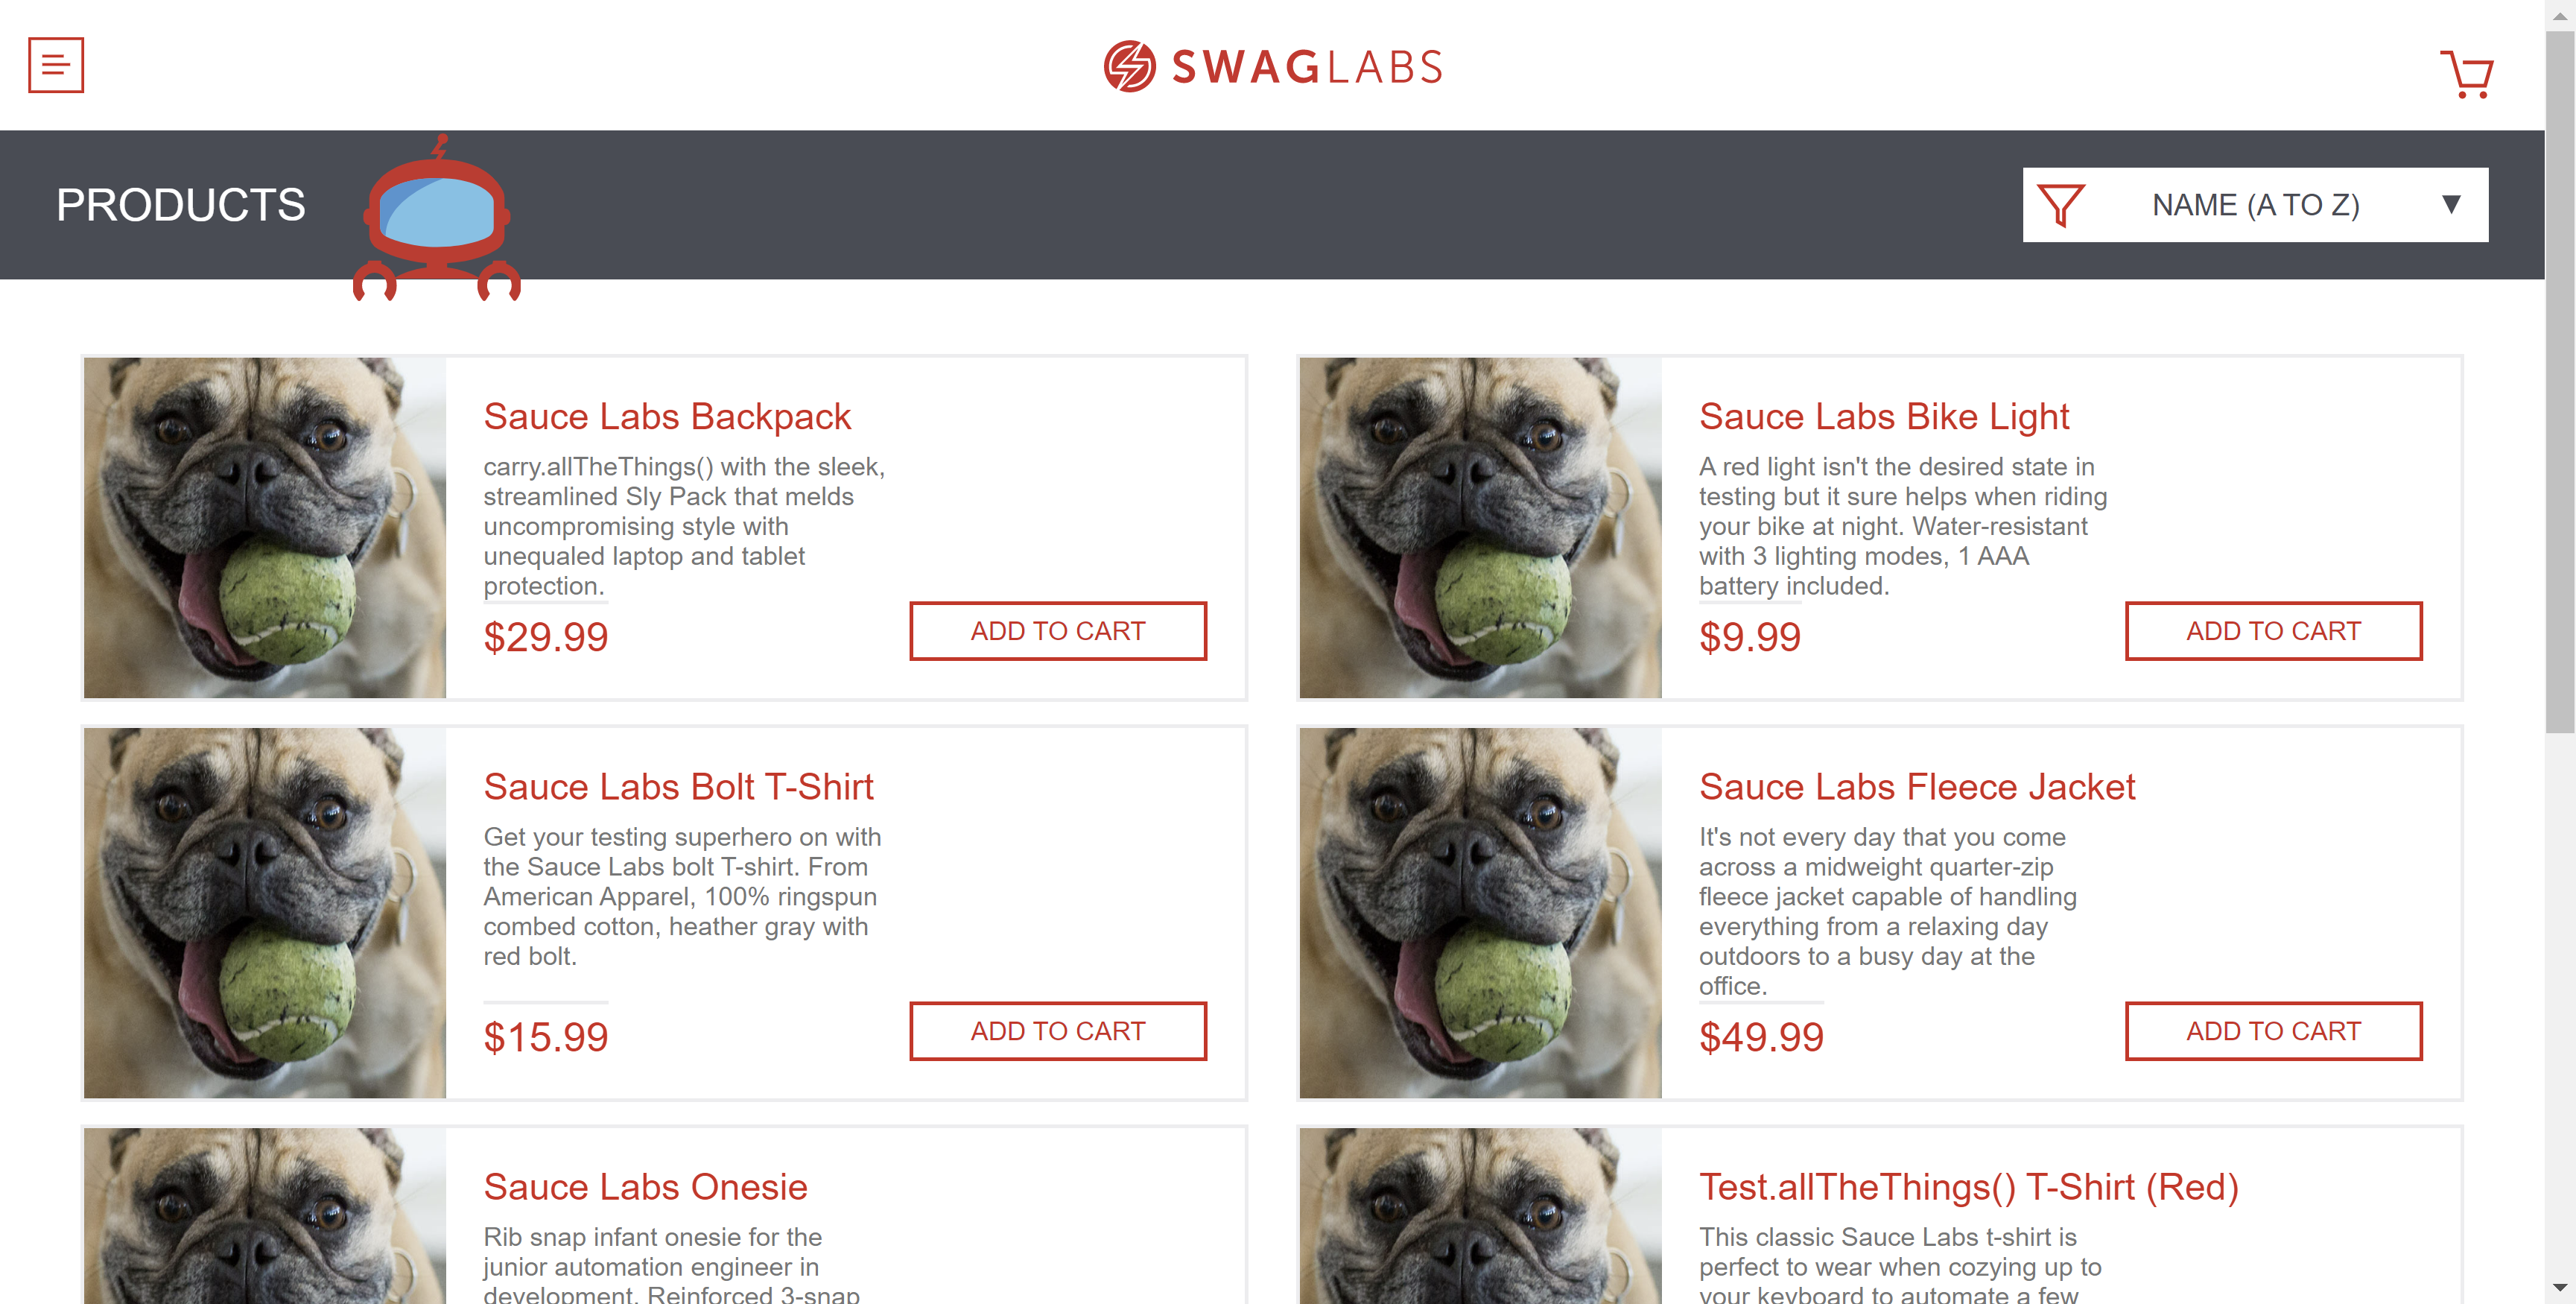 SWAGLABS
PRODUCTS
NAME (A TO Z)
Sauce Labs Backpack
carry.allTheThings() with the sleek,
streamlined Sly Pack that melds
uncompromising style with
unequaled laptop and tablet
protection.
$29.99
ADD TO CART
Sauce Labs Bike Light
A red light isn't the desired state in
testing but it sure helps when riding
your bike at night. Water-resistant
with 3 lighting modes, 1 AAA
battery included.
$9.99
ADD TO CART
Sauce Labs Bolt T-Shirt
Get your testing superhero on with
the Sauce Labs bolt T-shirt. From
American Apparel, 100% ringspun
combed cotton, heather gray with
red bolt.
$15.99
ADD TO CART
Sauce Labs Fleece Jacket
It's not every day that you come
across a midweight quarter-zip
fleece jacket capable of handling
everything from a relaxing day
outdoors to a busy day at the
office.
$49.99
ADD TO CART
Sauce Labs Onesie
Rib snap infant onesie for the
junior automation engineer in
development. Reinforced 3-snap
Test.allTheThings() T-Shirt (Red)
This classic Sauce Labs t-shirt is
perfect to wear when cozying up to
your keyboard to automate a few